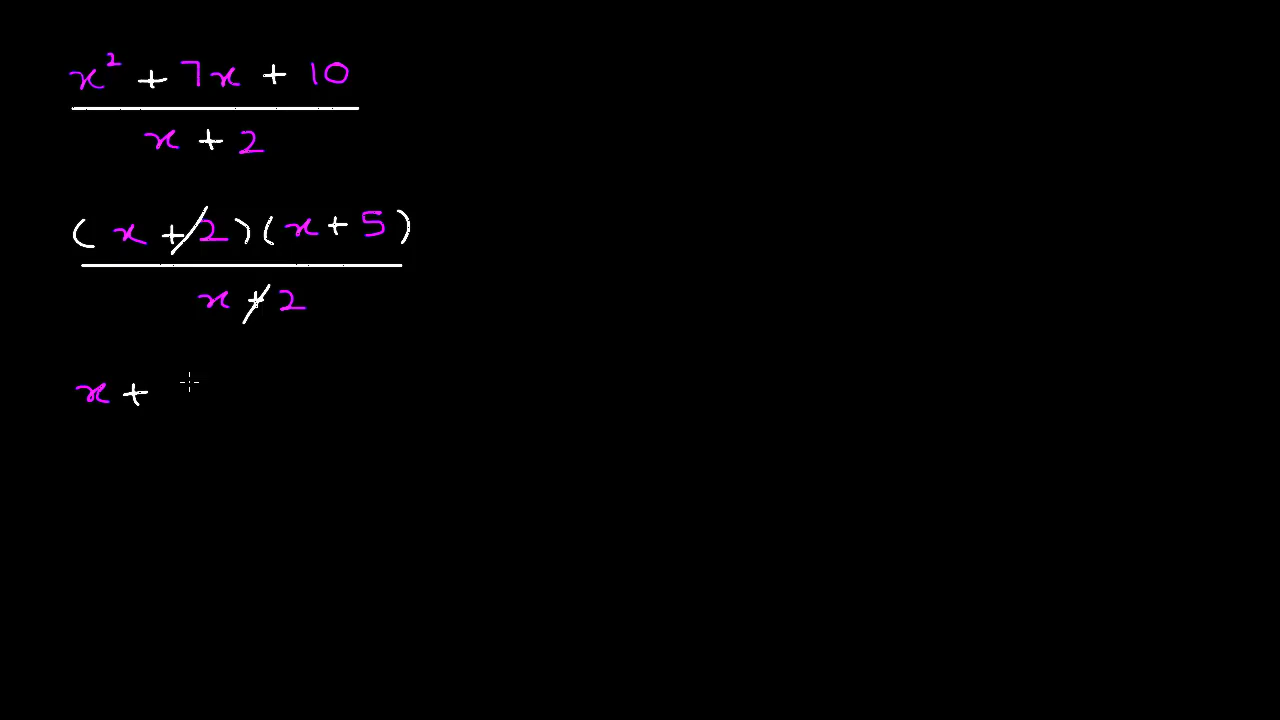 x² + 7x + 10
x + 2
(x + 2)(x + 5)
x + 2
x +